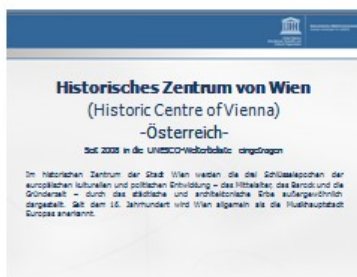 Historisches Zentrum von Wien
(Historic Centre of Vienna)
-Österreich-
Seit 2008 in die UNESCO-Welterbeliste eingetragen
Im historischen Zentrum der Stadt Wien werden die drei Schlüsselepochen der
europäischen kulturellen und politischen Entwicklung – das Mittelalter, das Barock und die
Gründerzeit – durch das städtische und architektonische Erbe außergewöhnlich
dargestellt. Seit dem 16. Jahrhundert wird Wien allgemein als die Musikhauptstadt
Europas anerkannt.